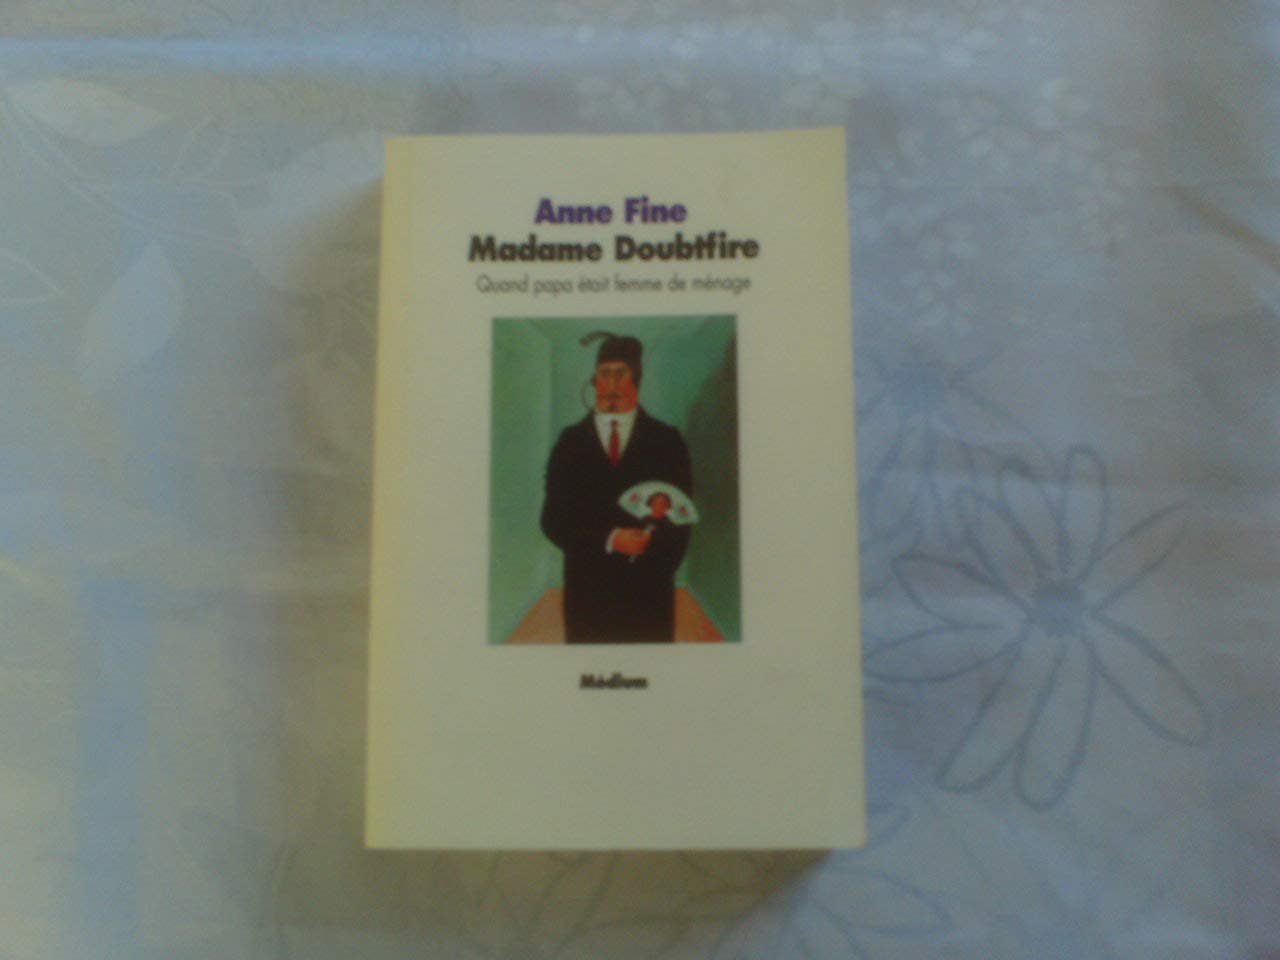 Anne Fine
Madame Doubtfire
Quand papa était femme de ménage
Médium